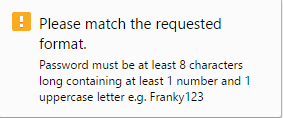 Please match the requested
format.
Password must be at least 8 characters
long containing at least 1 number and 1
uppercase letter e.g. Franky123